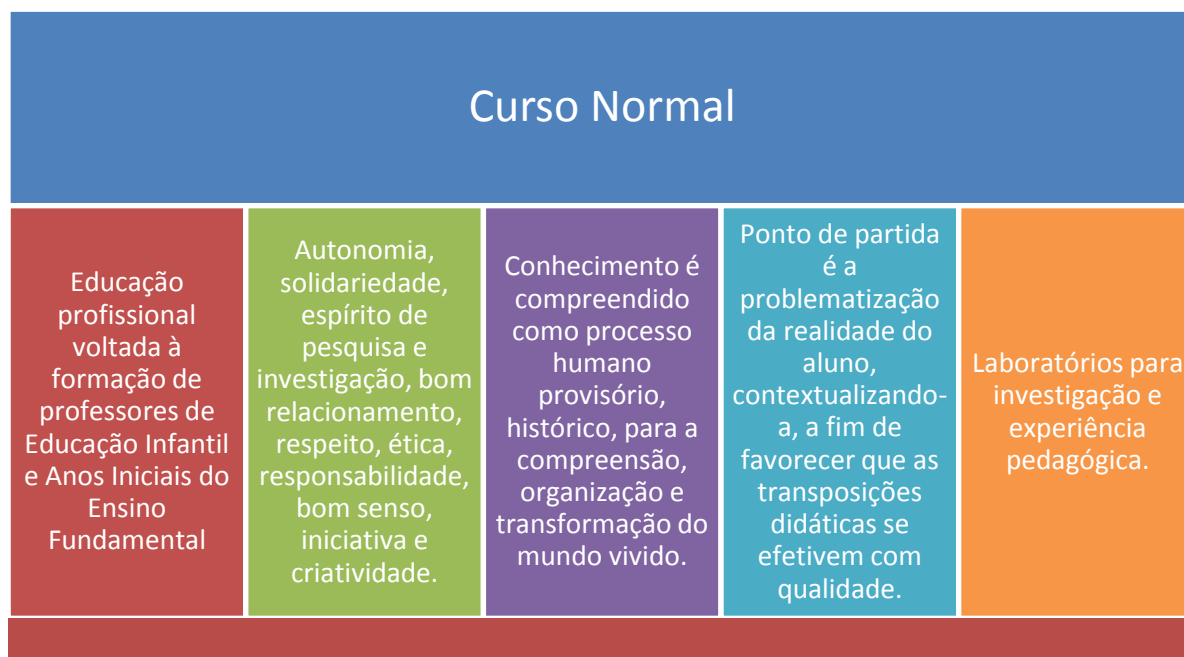 Curso Normal
Educação
profissional
voltada à
formação de
professores de
Educação Infantil
e Anos Iniciais do
Ensino
Fundamental
Autonomia,
solidariedade,
espírito de
pesquisa e
investigação, bom
relacionamento,
respeito, ética,
responsabilidade,
bom senso,
iniciativa e
criatividade.
Conhecimento é
compreendido
como processo
humano
provisório,
histórico, para a
compreensão,
organização e
transformação do
mundo vivido.
Ponto de partida
é a
problematização
da realidade do
aluno,
contextualizando-
a, a fim de
favorecer que as
transposições
didáticas se
efetivem com
qualidade.
Laboratórios para
investigação e
experiência
pedagógica.